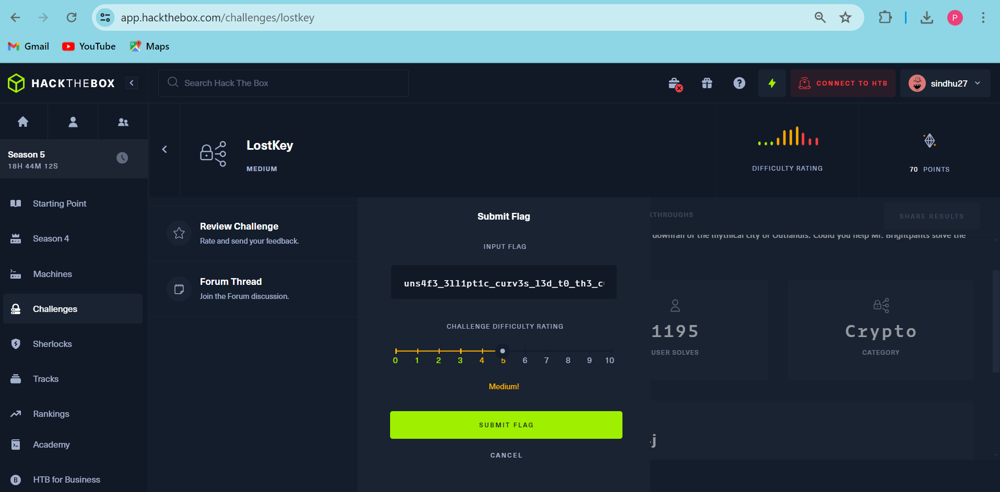 app.hackthebox.com/challenges/lostkey
P
Gmail
YouTube
Maps
HACKTHEBOX
Search Hack The Box
CONNECT TO HTB
sindhu27
Season 5
18H 44M 12S
LostKey
MEDIUM
DIFFICULTY RATING
70 POINTS
Starting Point
Season 4
Machines
Challenges
Sherlocks
Tracks
Rankings
Academy
HTB for Business
Review Challenge
Rate and send your feedback.
Forum Thread
Join the Forum discussion.
Submit Flag
INPUT FLAG
uns4f3_3ll1pt1c_curv3s_l3d_t0_th3_c
CHALLENGE DIFFICULTY RATING
0 1 2 3 4 5 6 7 8 9 10
Medium!
SUBMIT FLAG
CANCEL
KTHROUGHS
SHARE RESULTS
downfall of the mythical city of Outlandis. Could you help Mr. Brightpants solve the
1195
USER SOLVES
Crypto
CATEGORY
j